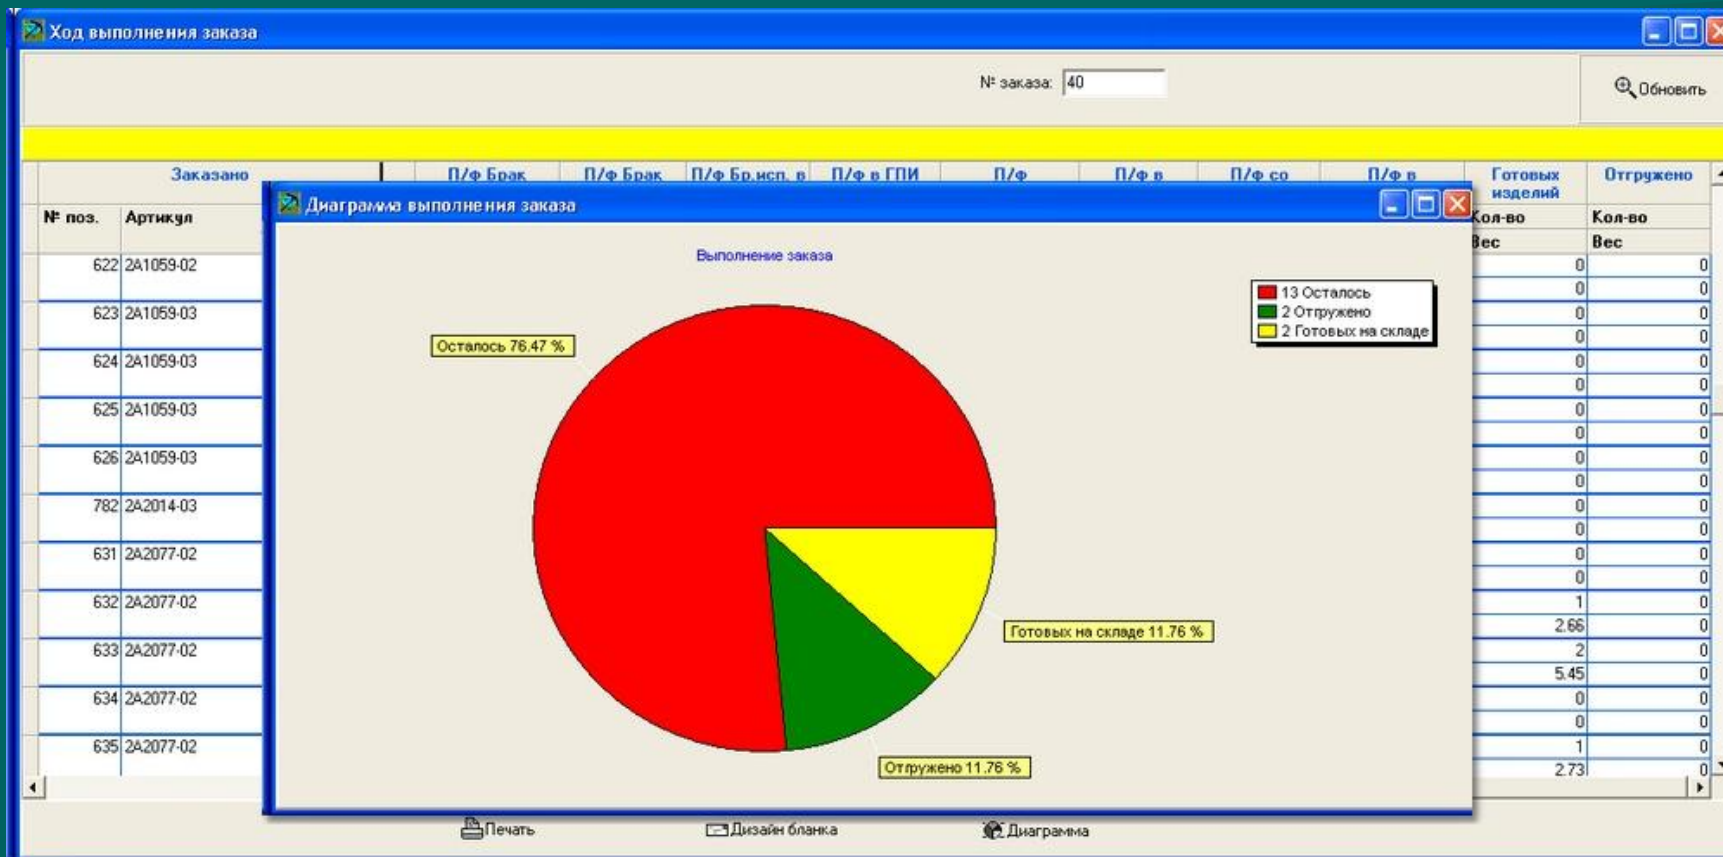 Ход выполнения заказа
№ заказа: 40
Обновить
Заказано П/ф Брак П/ф Брак П/ф Бр.исп. в П/ф в ГПИ П/ф П/ф в П/ф со П/ф в Готовых изделий Отгружено
№ поз. Артикул Кол-во Кол-во
Вес Вес
Диаграмма выполнения заказа
Выполнение заказа
13 Осталось
2 Отгружено
2 Готовых на складе
Осталось 76.47 %
Готовых на складе 11.76 %
Отгружено 11.76 %
622 2А1059-02 0 0
0 0
623 2А1059-03 0 0
0 0
624 2А1059-03 0 0
0 0
625 2А1059-03 0 0
0 0
626 2А1059-03 0 0
0 0
782 2А2014-03 0 0
0 0
631 2А2077-02 0 0
0 0
632 2А2077-02 1 0
2.66 0
633 2А2077-02 2 0
5.45 0
634 2А2077-02 0 0
0 0
635 2А2077-02 1 0
2.73 0
Печать Дизайн бланка Диаграмма